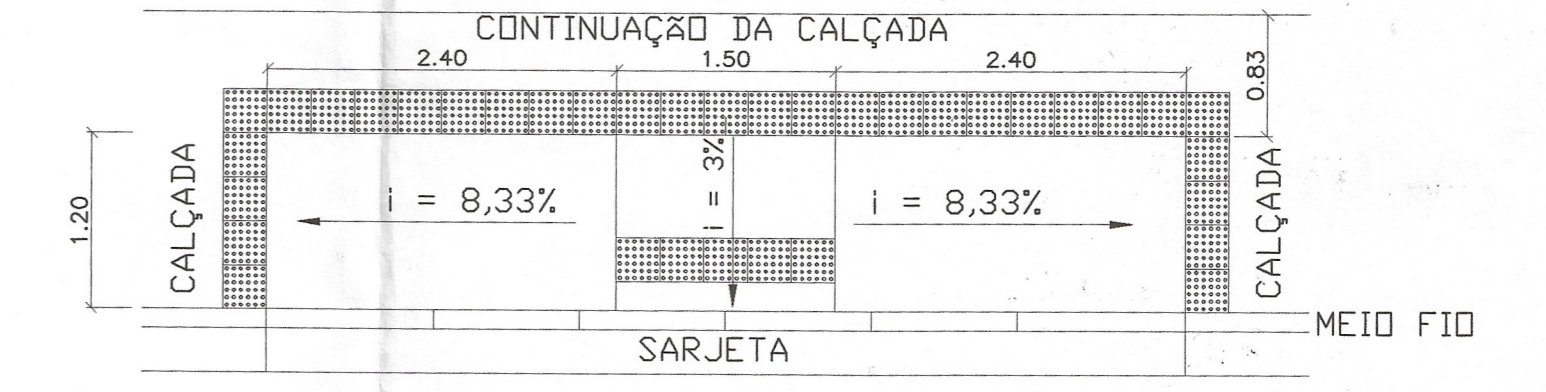 CONTINUAÇÃO DA CALÇADA
2.40
1.50
2.40
0.83
1.20
CALÇADA
i = 8,33%
i = 3%
i = 8,33%
CALÇADA
MEIO FIO
SARJETA